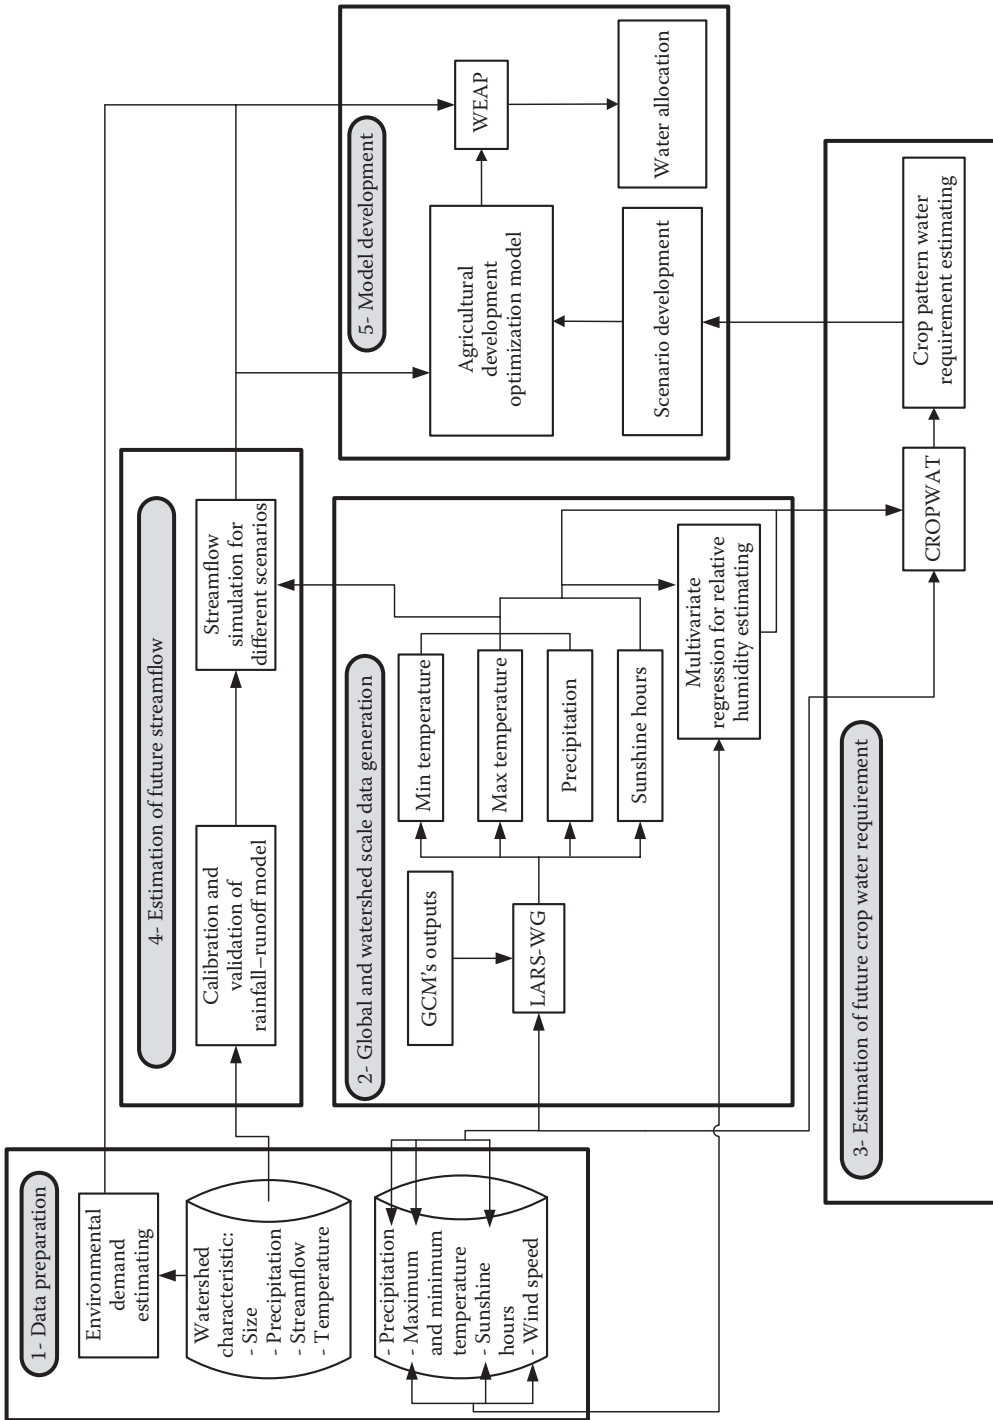 1- Data preparation
Environmental
demand
estimating
Watershed
characteristic:
- Size
- Precipitation
- Streamflow
- Temperature
- Precipitation
- Maximum
and minimum
temperature
- Sunshine
hours
- Wind speed
4- Estimation of future streamflow
Calibration and
validation of
rainfall–runoff model
Streamflow
simulation for
different scenarios
2- Global and watershed scale data generation
GCM's outputs
LARS-WG
Min temperature
Max temperature
Precipitation
Sunshine hours
Multivariate
regression for relative
humidity estimating
3- Estimation of future crop water requirement
CROPWAT
Crop pattern water
requirement estimating
5- Model development
Agricultural
development
optimization model
Scenario development
WEAP
Water allocation